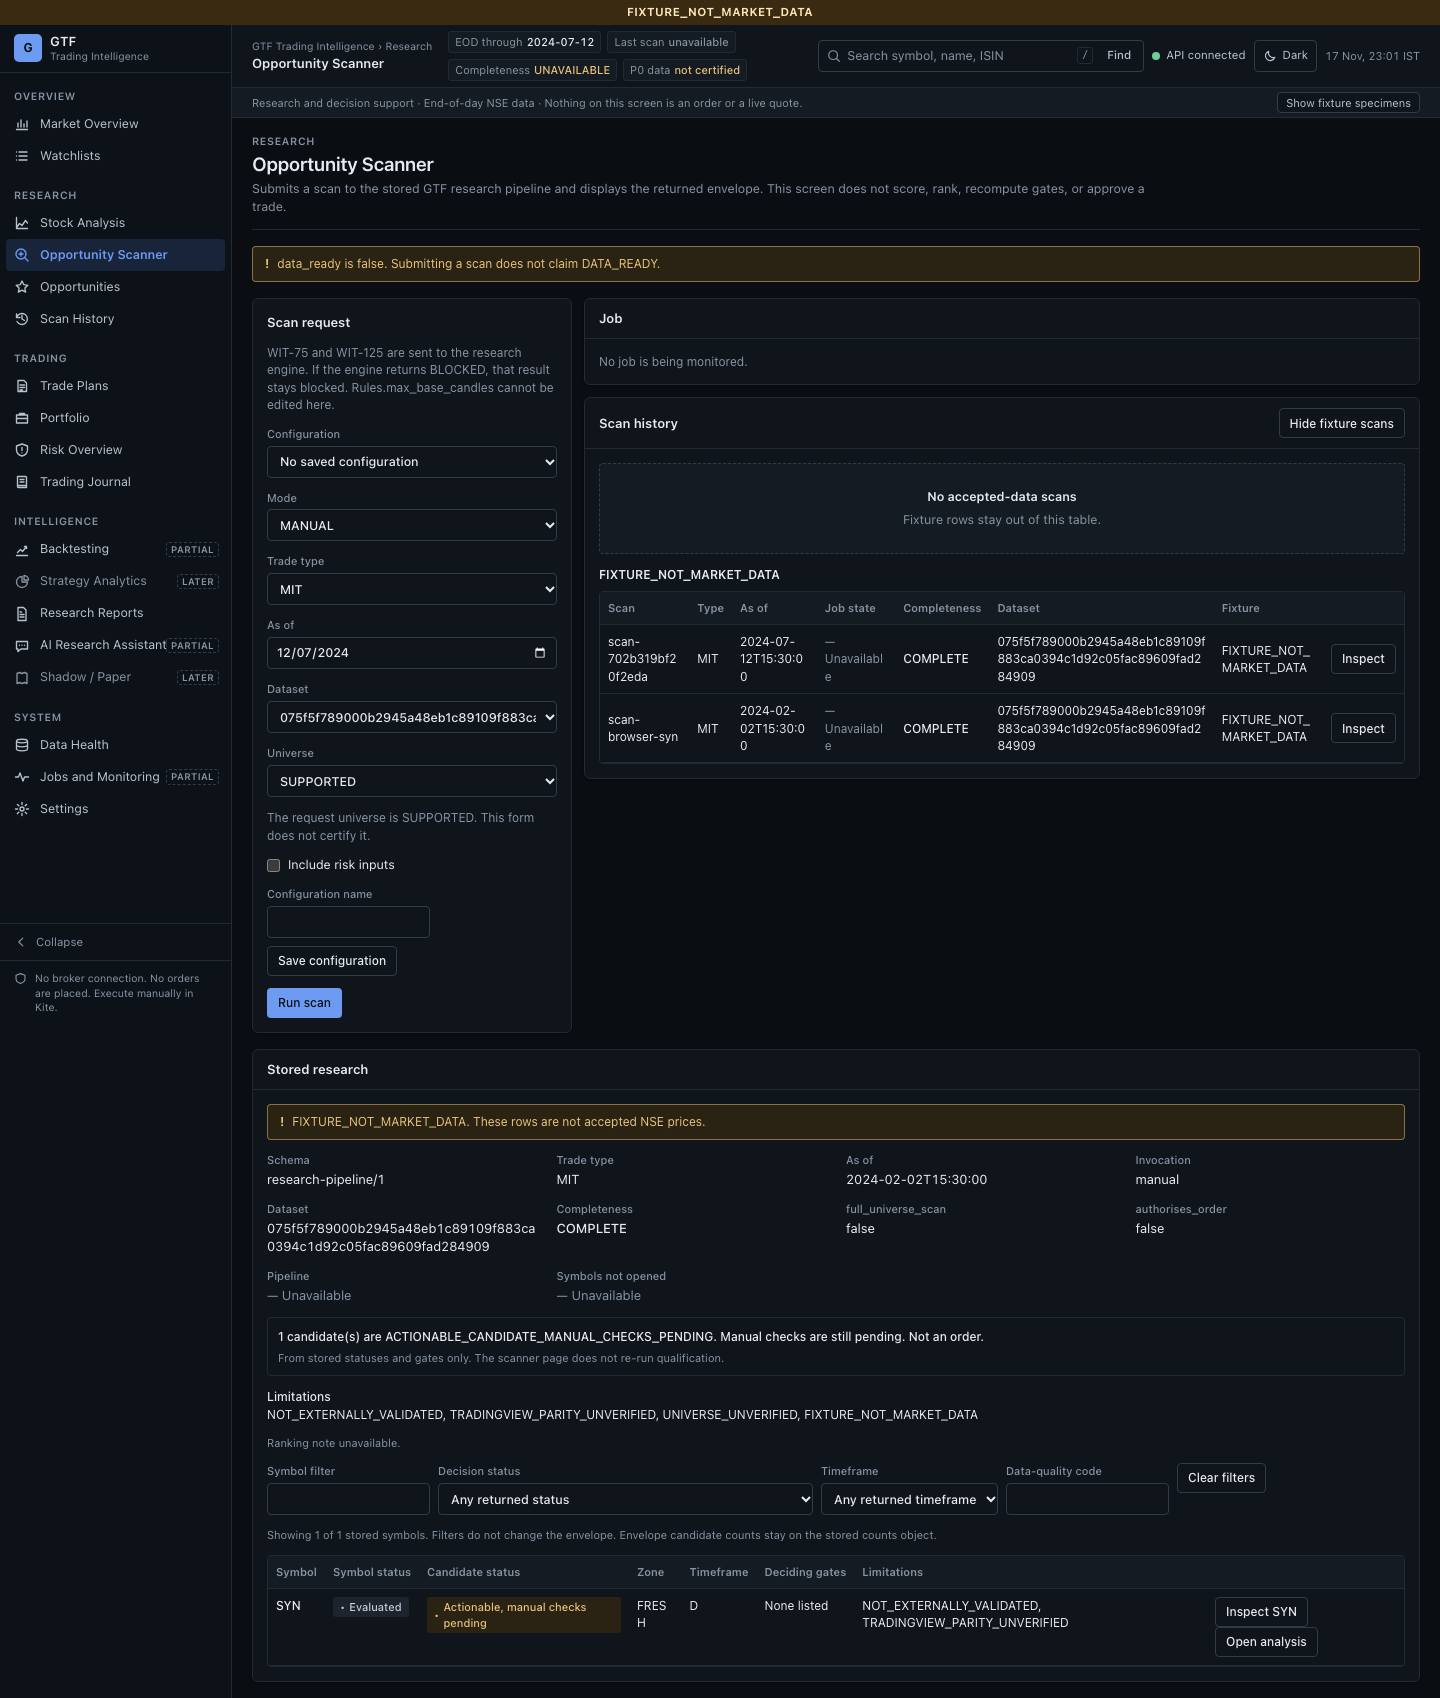 FIXTURE_NOT_MARKET_DATA
G
GTF
Trading Intelligence
OVERVIEW
Market Overview
Watchlists
RESEARCH
Stock Analysis
Opportunity Scanner
Opportunities
Scan History
TRADING
Trade Plans
Portfolio
Risk Overview
Trading Journal
INTELLIGENCE
Backtesting PARTIAL
Strategy Analytics LATER
Research Reports
AI Research Assistant PARTIAL
Shadow / Paper LATER
SYSTEM
Data Health
Jobs and Monitoring PARTIAL
Settings
Collapse
No broker connection. No orders
are placed. Execute manually in
Kite.
GTF Trading Intelligence › Research
Opportunity Scanner
EOD through 2024-07-12
Last scan unavailable
Completeness UNAVAILABLE
P0 data not certified
Search symbol, name, ISIN / Find
API connected
Dark
17 Nov, 23:01 IST
Research and decision support · End-of-day NSE data · Nothing on this screen is an order or a live quote.
Show fixture specimens
RESEARCH
Opportunity Scanner
Submits a scan to the stored GTF research pipeline and displays the returned envelope. This screen does not score, rank, recompute gates, or approve a
trade.
! data_ready is false. Submitting a scan does not claim DATA_READY.
Scan request
WIT-75 and WIT-125 are sent to the research
engine. If the engine returns BLOCKED, that result
stays blocked. Rules.max_base_candles cannot be
edited here.
Configuration
No saved configuration
Mode
MANUAL
Trade type
MIT
As of
12/07/2024
Dataset
075f5f789000b2945a48eb1c89109f883ca
Universe
SUPPORTED
The request universe is SUPPORTED. This form
does not certify it.
Include risk inputs
Configuration name
Save configuration
Run scan
Job
No job is being monitored.
Scan history
Hide fixture scans
No accepted-data scans
Fixture rows stay out of this table.
FIXTURE_NOT_MARKET_DATA
Scan Type As of Job state Completeness Dataset Fixture
scan-
702b319bf2
0f2eda
MIT
2024-07-
12T15:30:0
0
—
Unavailabl
e
COMPLETE
075f5f789000b2945a48eb1c89109f
883ca0394c1d92c05fac89609fad2
84909
FIXTURE_NOT_
MARKET_DATA
Inspect
scan-
browser-syn
MIT
2024-02-
02T15:30:0
0
—
Unavailabl
e
COMPLETE
075f5f789000b2945a48eb1c89109f
883ca0394c1d92c05fac89609fad2
84909
FIXTURE_NOT_
MARKET_DATA
Inspect
Stored research
! FIXTURE_NOT_MARKET_DATA. These rows are not accepted NSE prices.
Schema
research-pipeline/1
Trade type
MIT
As of
2024-02-02T15:30:00
Invocation
manual
Dataset
075f5f789000b2945a48eb1c89109f883ca
0394c1d92c05fac89609fad284909
Completeness
COMPLETE
full_universe_scan
false
authorises_order
false
Pipeline
— Unavailable
Symbols not opened
— Unavailable
1 candidate(s) are ACTIONABLE_CANDIDATE_MANUAL_CHECKS_PENDING. Manual checks are still pending. Not an order.
From stored statuses and gates only. The scanner page does not re-run qualification.
Limitations
NOT_EXTERNALLY_VALIDATED, TRADINGVIEW_PARITY_UNVERIFIED, UNIVERSE_UNVERIFIED, FIXTURE_NOT_MARKET_DATA
Ranking note unavailable.
Symbol filter
Decision status
Any returned status
Timeframe
Any returned timeframe
Data-quality code
Clear filters
Showing 1 of 1 stored symbols. Filters do not change the envelope. Envelope candidate counts stay on the stored counts object.
Symbol Symbol status Candidate status Zone Timeframe Deciding gates Limitations
SYN
• Evaluated
• Actionable, manual checks
pending
FRES
H
D
None listed
NOT_EXTERNALLY_VALIDATED,
TRADINGVIEW_PARITY_UNVERIFIED
Inspect SYN
Open analysis